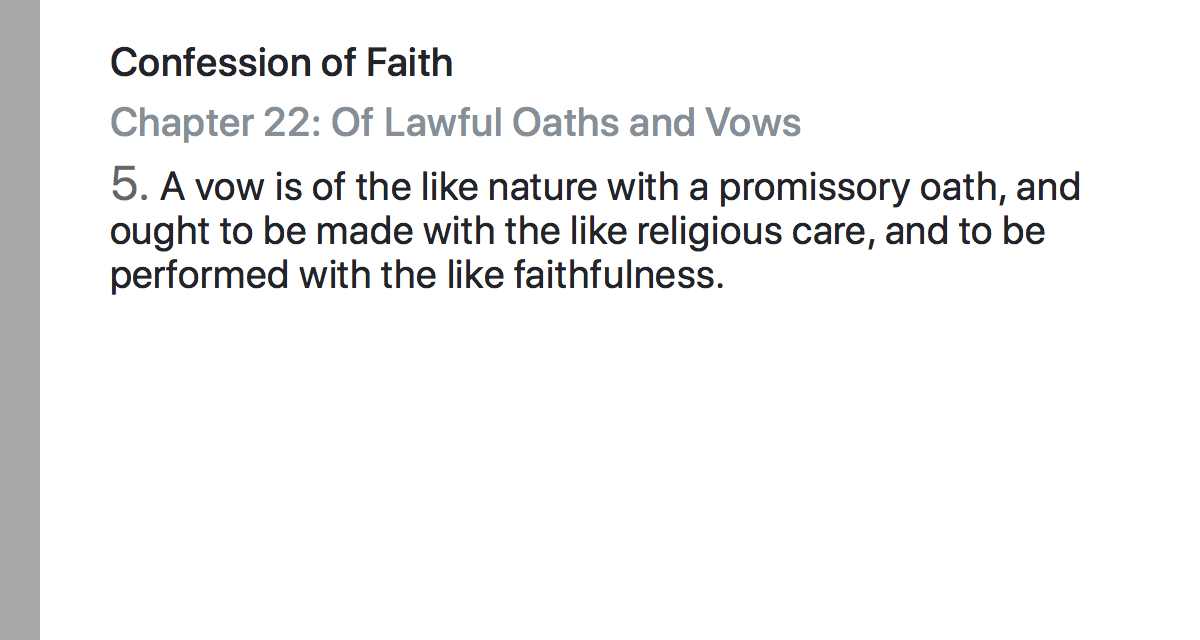 Confession of Faith
Chapter 22: Of Lawful Oaths and Vows
5. A vow is of the like nature with a promissory oath, and
ought to be made with the like religious care, and to be
performed with the like faithfulness.